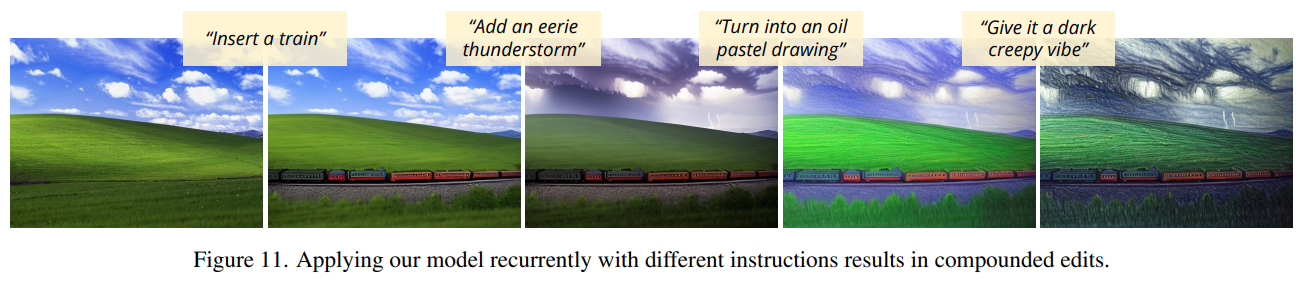 “Insert a train”
“Add an eerie
thunderstorm”
“Turn into an oil
pastel drawing”
“Give it a dark
creepy vibe”
Figure 11. Applying our model recurrently with different instructions results in compounded edits.